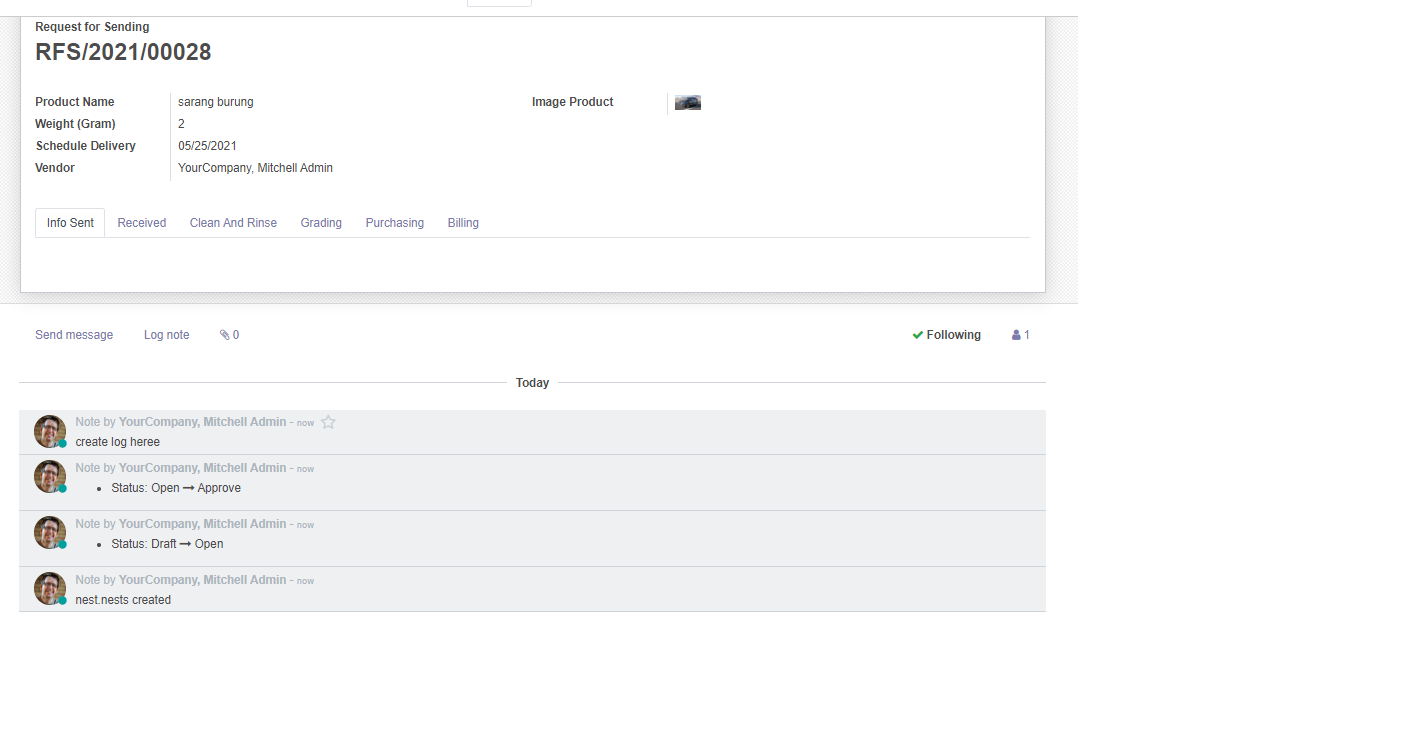 Request for Sending
RFS/2021/00028
Product Name sarang burung Image Product
Weight (Gram) 2
Schedule Delivery 05/25/2021
Vendor YourCompany, Mitchell Admin
Info Sent Received Clean And Rinse Grading Purchasing Billing
Send message Log note 0 Following 1
Today
Note by YourCompany, Mitchell Admin - now
create log heree
Note by YourCompany, Mitchell Admin - now
• Status: Open → Approve
Note by YourCompany, Mitchell Admin - now
• Status: Draft → Open
Note by YourCompany, Mitchell Admin - now
nest.nests created